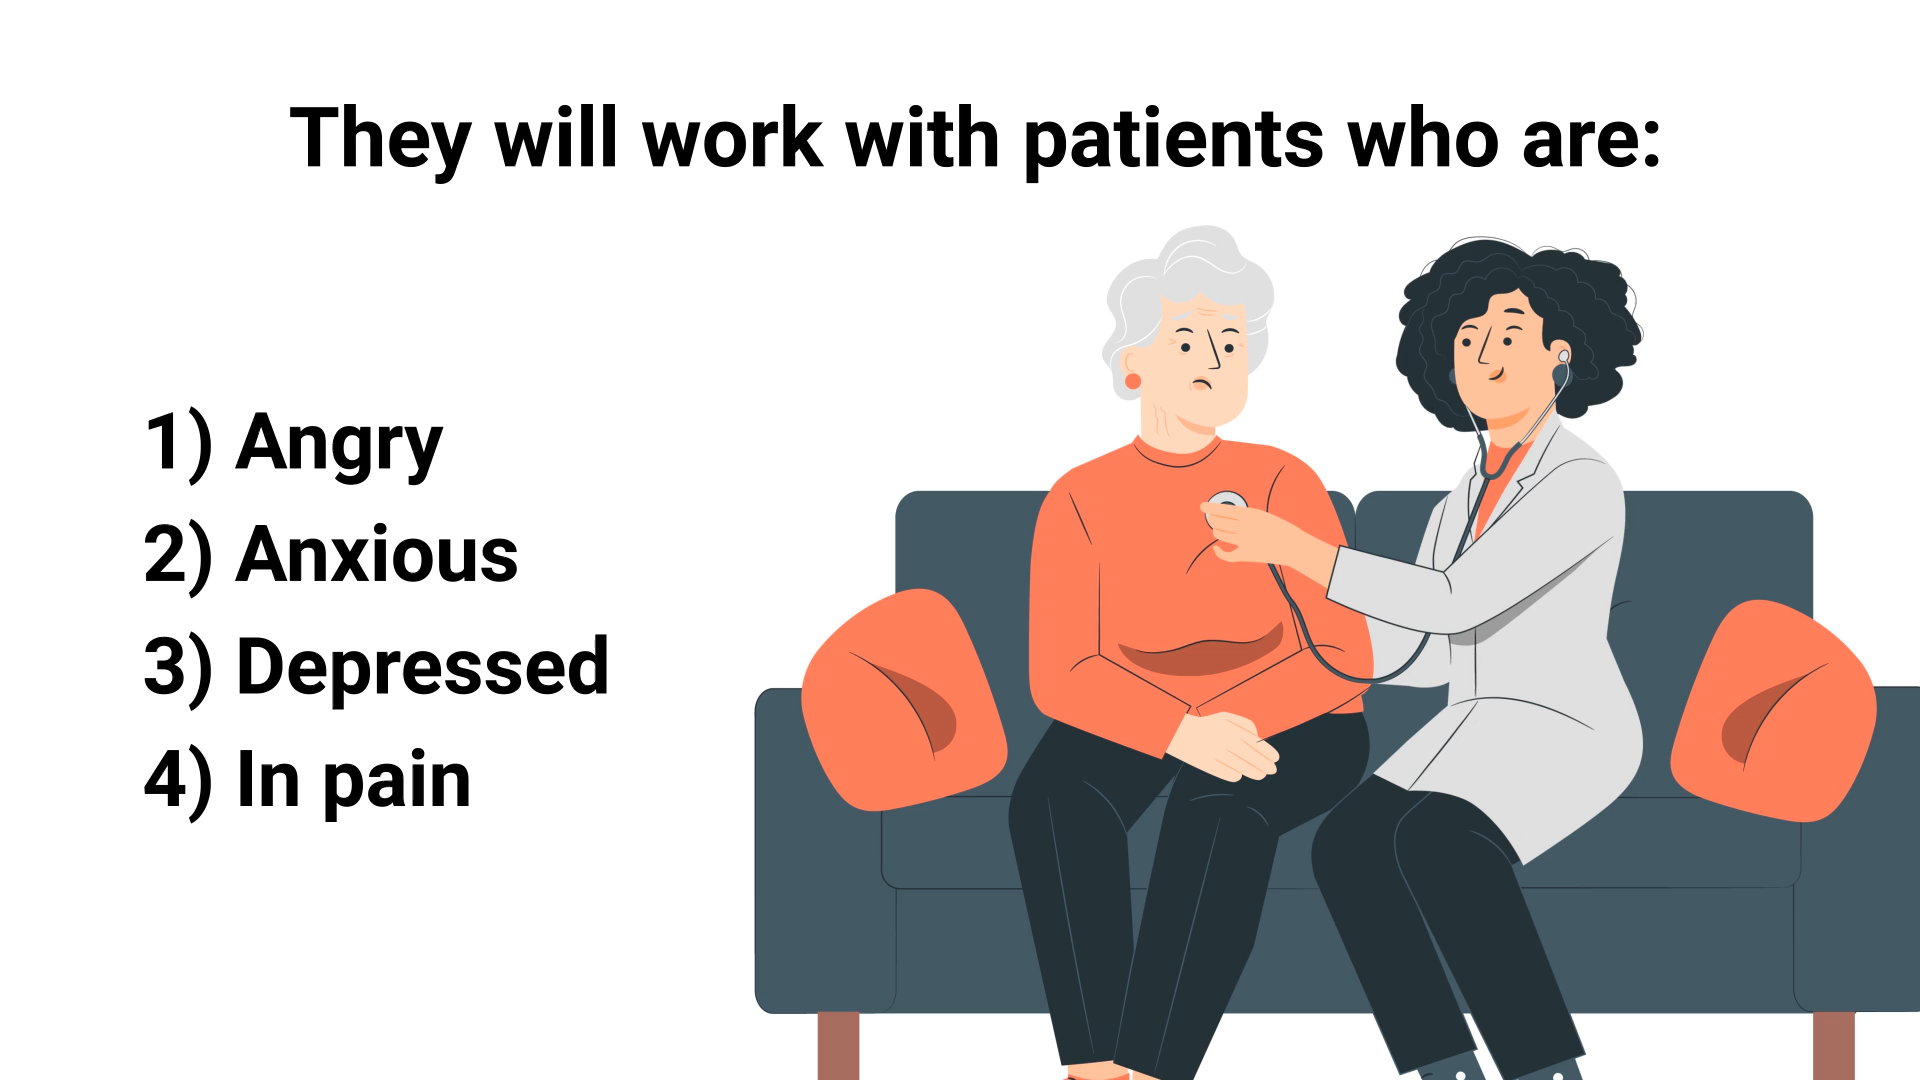 They will work with patients who are:
1) Angry
2) Anxious
3) Depressed
4) In pain